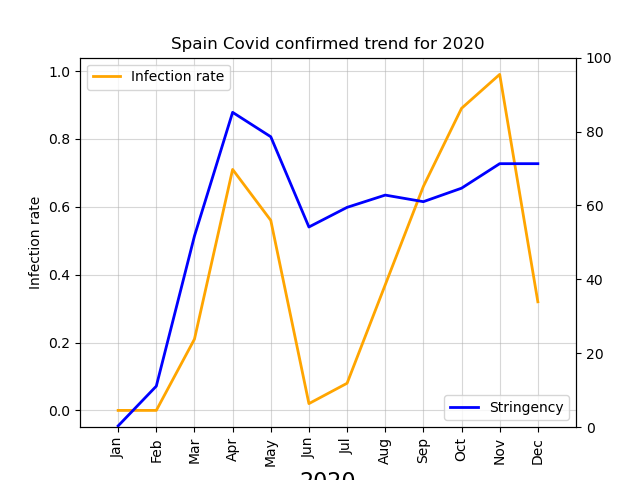 Spain Covid confirmed trend for 2020
Infection rate
Infection rate
1.0
0.8
0.6
0.4
0.2
0.0
100
80
60
40
20
0
Stringency
Jan
Feb
Mar
Apr
May
Jun
Jul
Aug
Sep
Oct
Nov
Dec
2020